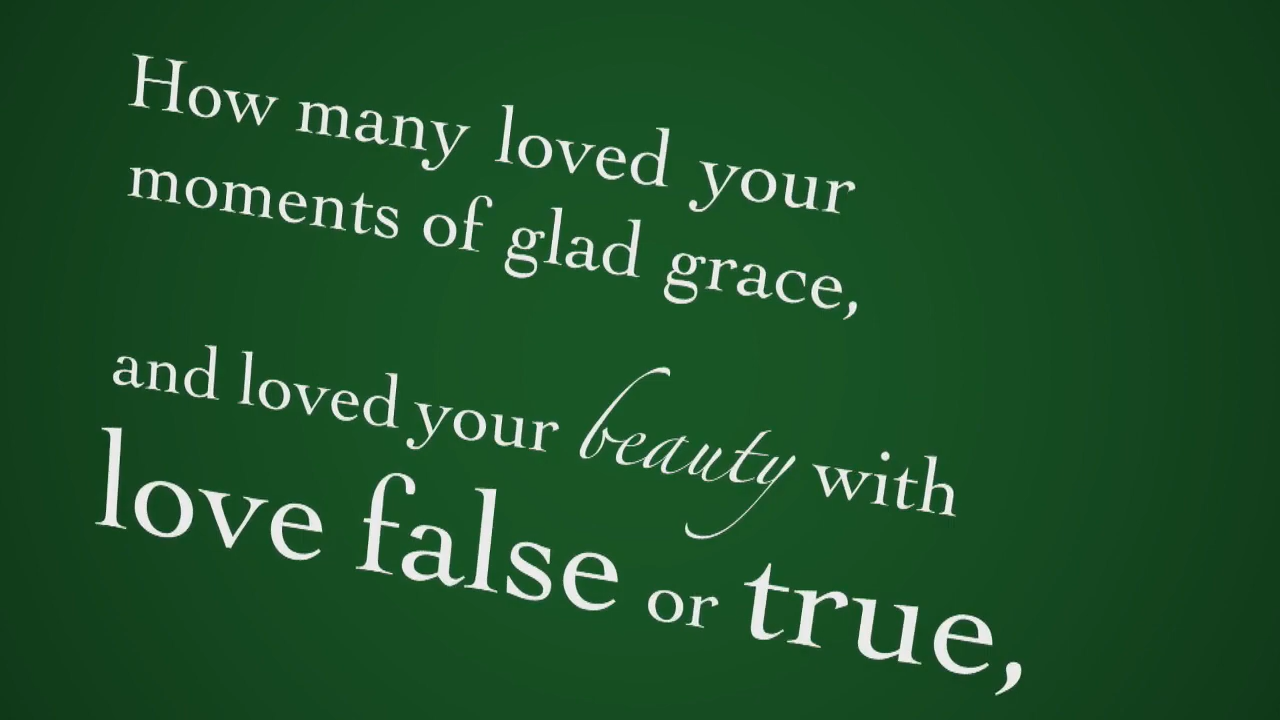 How many loved your
moments of glad grace,
and loved your beauty with
love false or true,